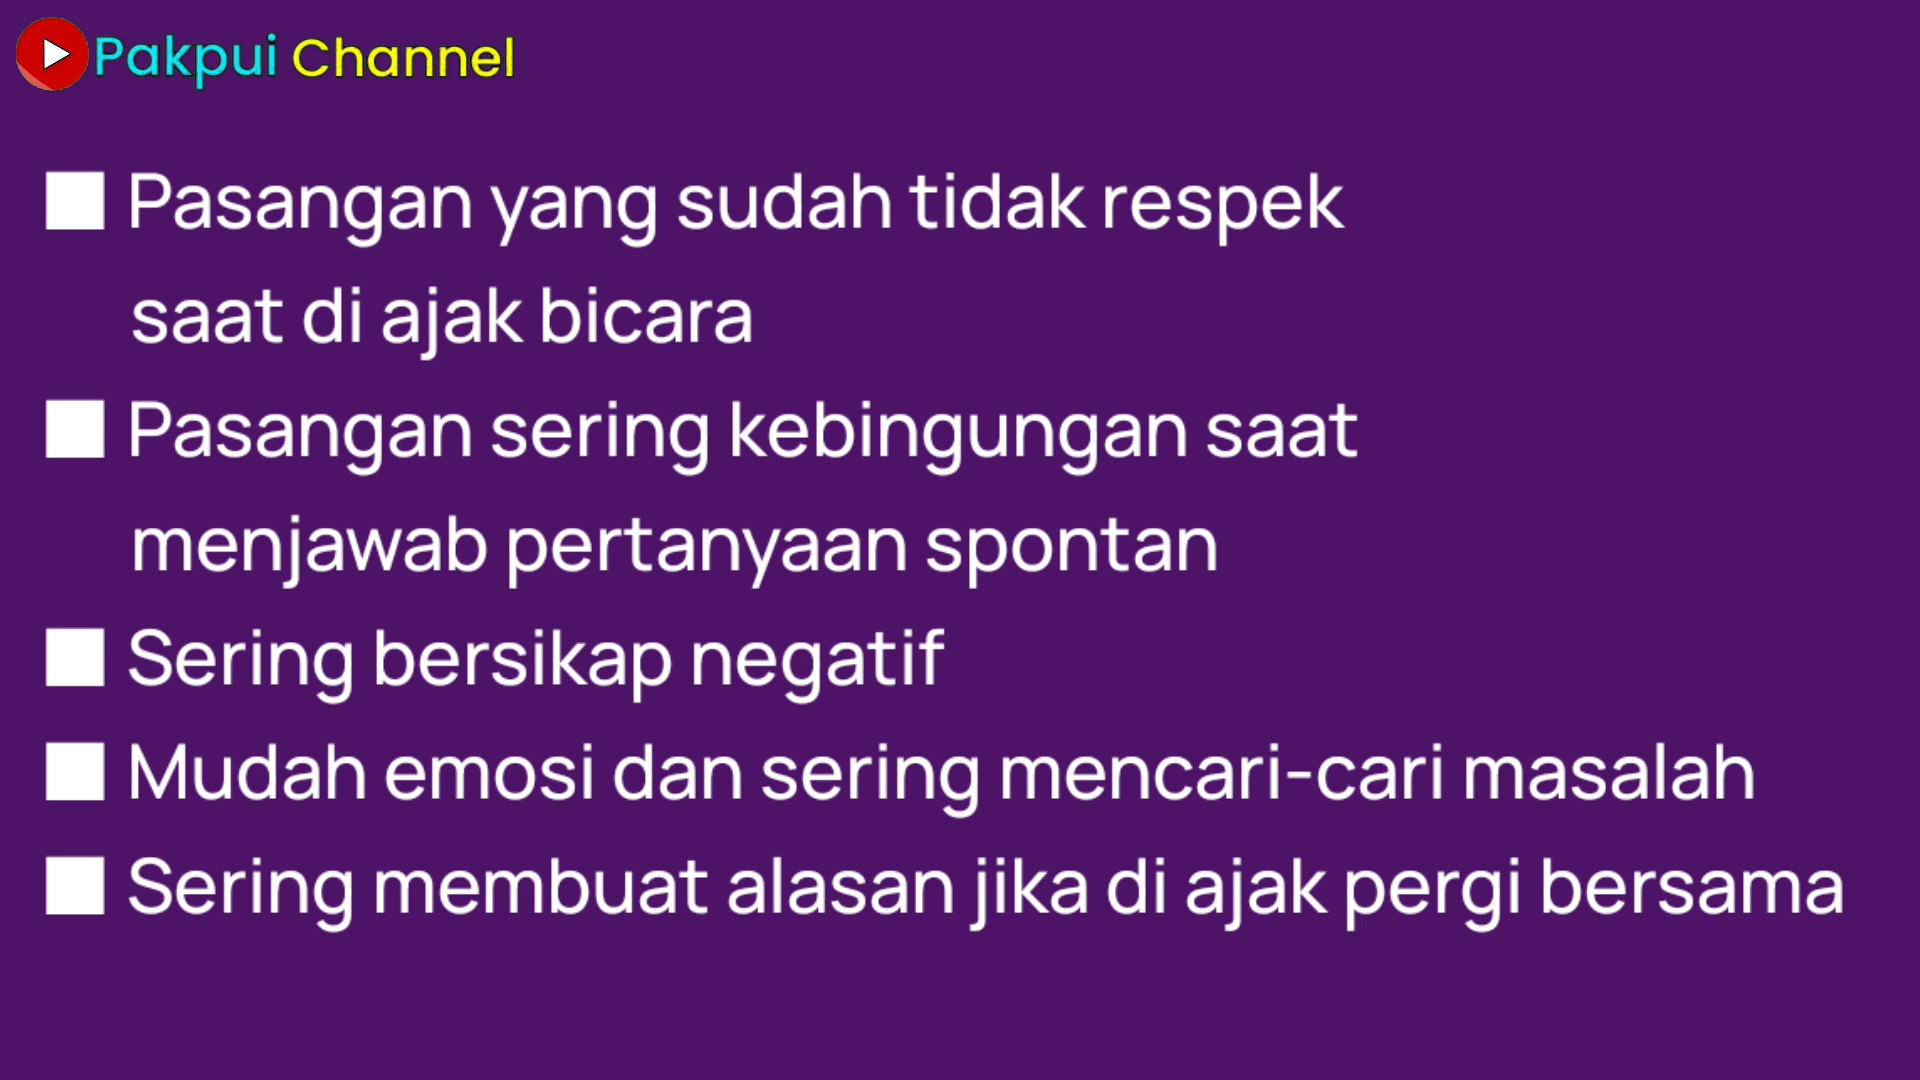 Pakpui Channel
Pasangan yang sudah tidak respek
saat di ajak bicara
Pasangan sering kebingungan saat
menjawab pertanyaan spontan
Sering bersikap negatif
Mudah emosi dan sering mencari-cari masalah
Sering membuat alasan jika di ajak pergi bersama